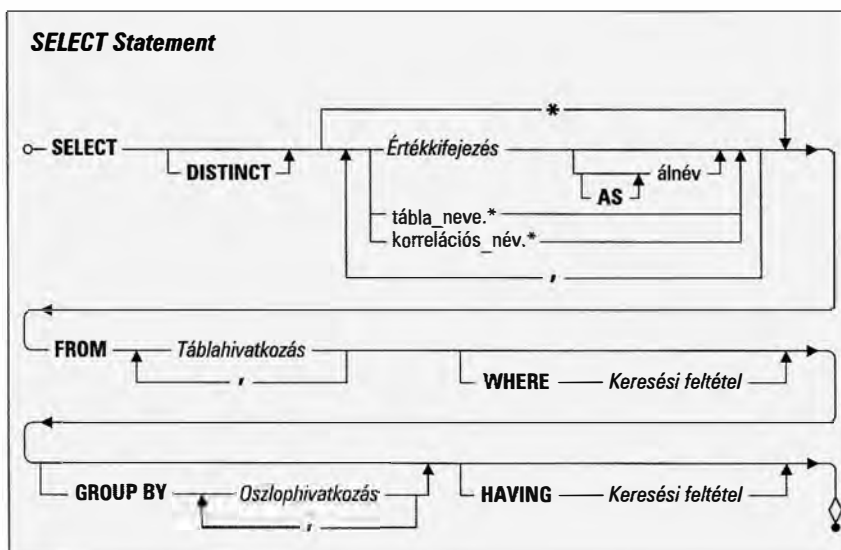 SELECT Statement
*
SELECT Értékkifejezés
DISTINCT AS álnév
tábla_neve.*
korrelációs_név.*
,
FROM Táblahivatkozás
, WHERE Keresési feltétel
GROUP BY Oszlophivatkozás HAVING Keresési feltétel
,